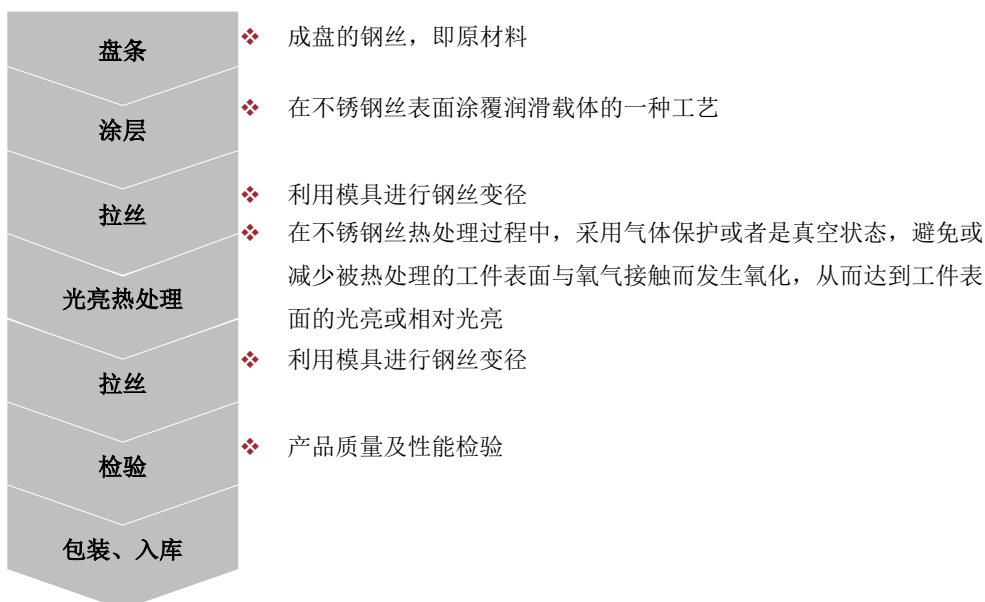 盘条
❖ 成盘的钢丝，即原材料
涂层
❖ 在不锈钢丝表面涂覆润滑载体的一种工艺
拉丝
❖ 利用模具进行钢丝变径
光亮热处理
❖ 在不锈钢丝热处理过程中，采用气体保护或者是真空状态，避免或
减少被热处理的工件表面与氧气接触而发生氧化，从而达到工件表
面的光亮或相对光亮
拉丝
❖ 利用模具进行钢丝变径
检验
❖ 产品质量及性能检验
包装、入库